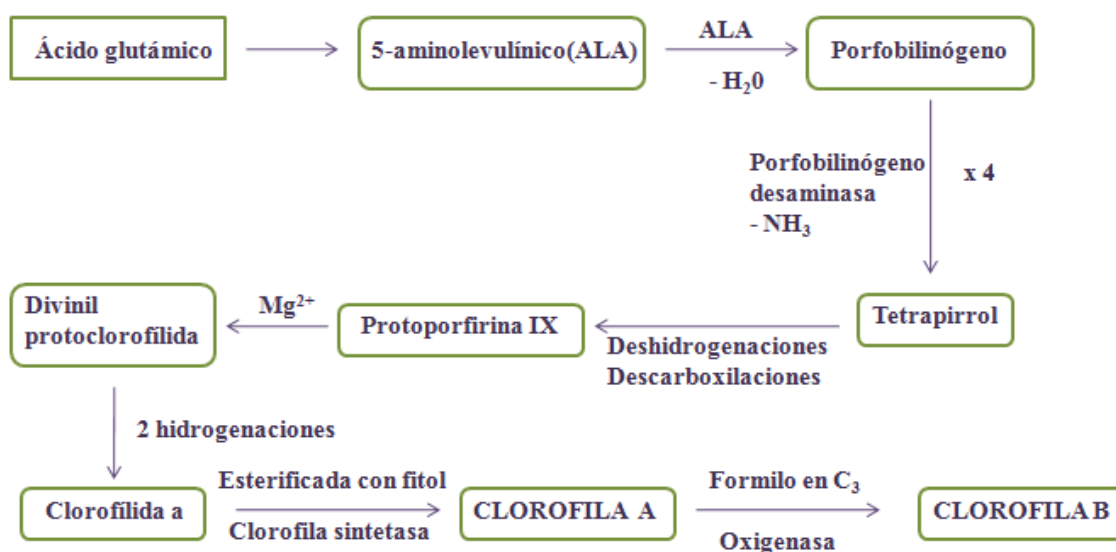 Ácido glutámico
5-aminolevulínico(ALA)
ALA
- H₂0
Porfobilinógeno
Porfobilinógeno
desaminasa
- NH₃
x 4
Tetrapirrol
Deshidrogenaciones
Descarboxilaciones
Protoporfirina IX
Mg²⁺
Divinil
protoclorofílida
2 hidrogenaciones
Clorofílida a
Esterificada con fitol
Clorofila sintetasa
CLOROFILA A
Formilo en C₃
Oxigenasa
CLOROFILA B